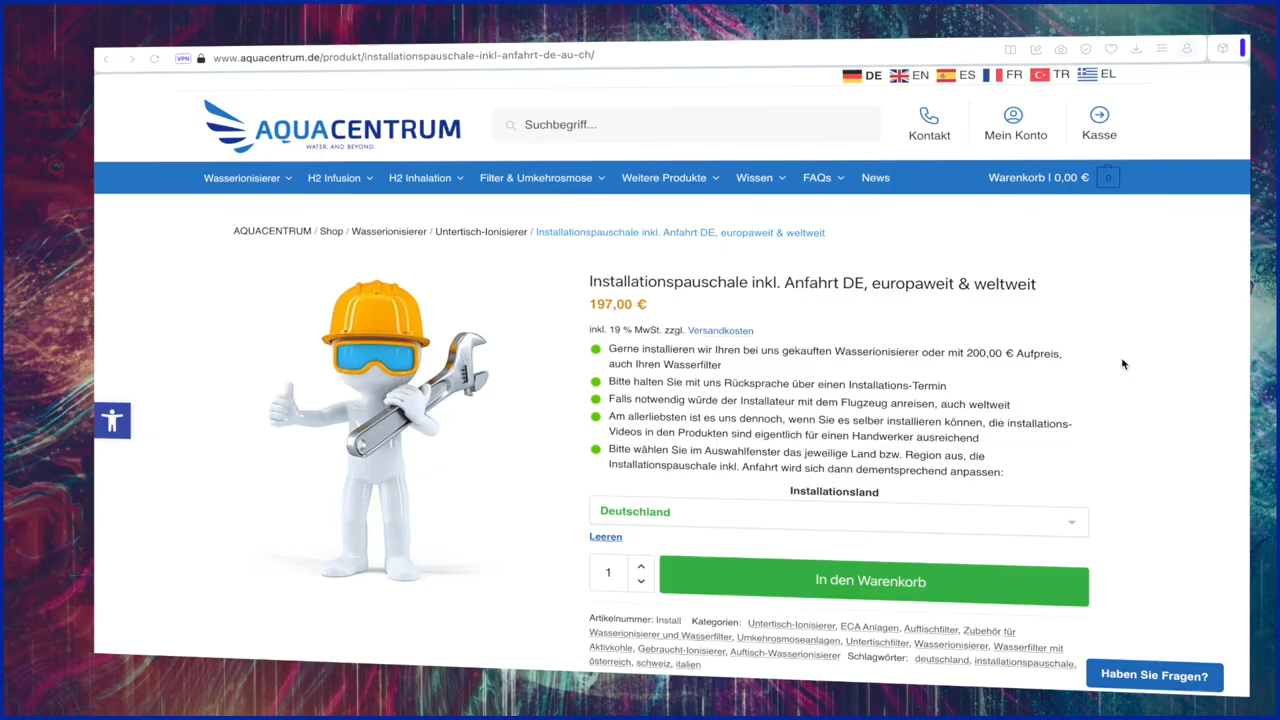 VPN
www.aquacentrum.de/produkt/installationspauschale-inkl-anfahrt-de-au-ch/
DE EN ES FR TR EL
AQUACENTRUM
WATER. AND BEYOND.
Suchbegriff...
Kontakt
Mein Konto
Kasse
Wasserionisierer H2 Infusion H2 Inhalation Filter & Umkehrosmose Weitere Produkte Wissen FAQs News Warenkorb | 0,00 € 0
AQUACENTRUM / Shop / Wasserionisierer / Untertisch-Ionisierer / Installationspauschale inkl. Anfahrt DE, europaweit & weltweit
Installationspauschale inkl. Anfahrt DE, europaweit & weltweit
197,00 €
inkl. 19 % MwSt. zzgl. Versandkosten
Gerne installieren wir Ihren bei uns gekauften Wasserionisierer oder mit 200,00 € Aufpreis,
auch Ihren Wasserfilter
Bitte halten Sie mit uns Rücksprache über einen Installations-Termin
Falls notwendig würde der Installateur mit dem Flugzeug anreisen, auch weltweit
Am allerliebsten ist es uns dennoch, wenn Sie es selber installieren können, die installations-
Videos in den Produkten sind eigentlich für einen Handwerker ausreichend
Bitte wählen Sie im Auswahlfenster das jeweilige Land bzw. Region aus, die
Installationspauschale inkl. Anfahrt wird sich dann dementsprechend anpassen:
Installationsland
Deutschland
Leeren
1
In den Warenkorb
Artikelnummer: Install Kategorien: Untertisch-Ionisierer, ECA Anlagen, Auftischfilter, Zubehör für
Wasserionisierer und Wasserfilter, Umkehrosmoseanlagen, Untertischfilter, Wasserionisierer, Wasserfilter mit
Aktivkohle, Gebraucht-Ionisierer, Auftisch-Wasserionisierer Schlagwörter: deutschland, installationspauschale,
österreich, schweiz, italien
Haben Sie Fragen?